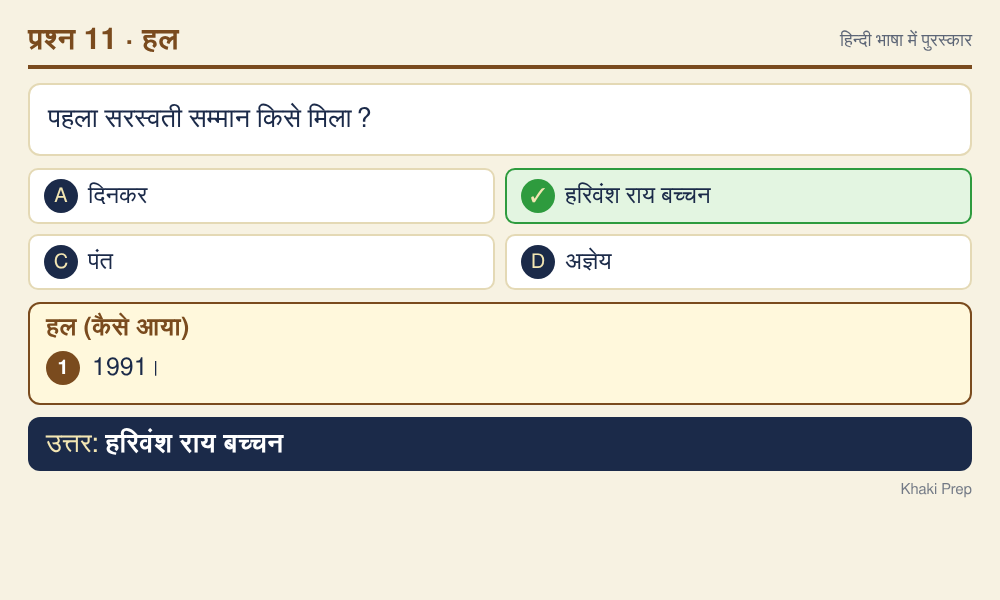 प्रश्न 11 · हल
हिन्दी भाषा में पुरस्कार
पहला सरस्वती सम्मान किसे मिला ?
A दिनकर
✓ हरिवंश राय बच्चन
C पंत
D अज्ञेय
हल (कैसे आया)
1 1991।
उत्तर: हरिवंश राय बच्चन
Khaki Prep